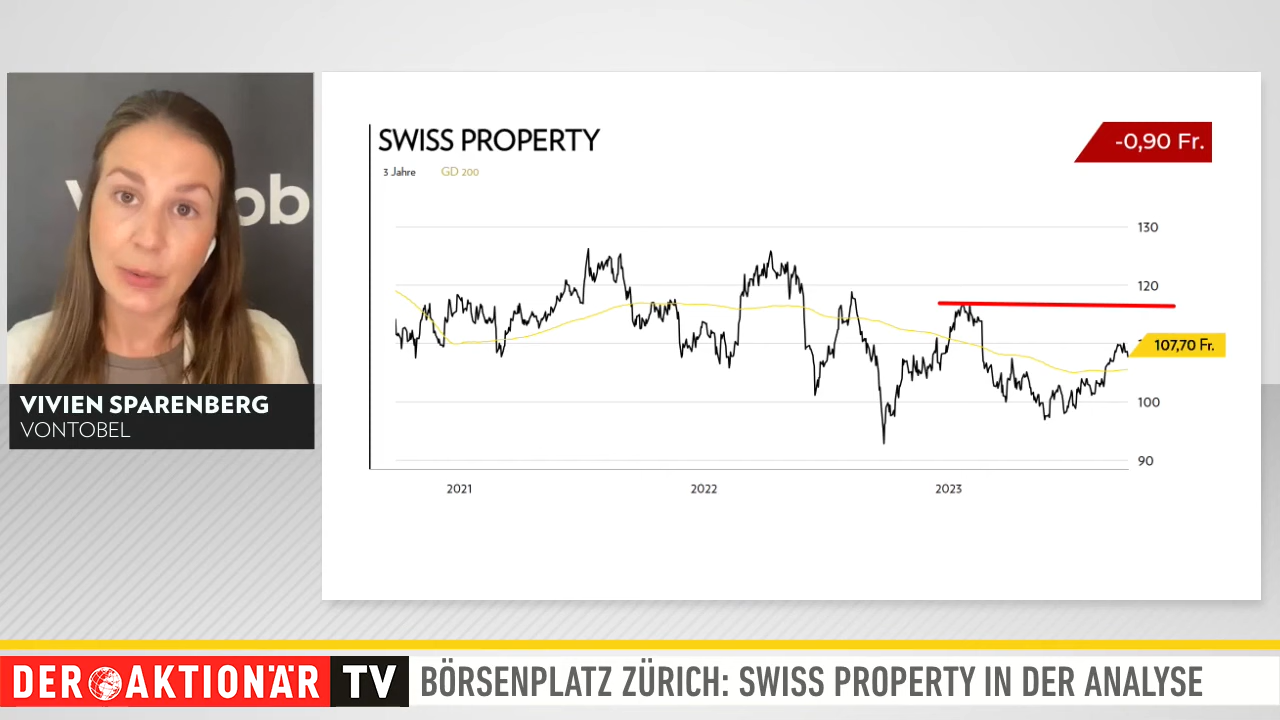 V
ob
VIVIEN SPARENBERG
VONTOBEL
SWISS PROPERTY
-0,90 Fr.
3 Jahre GD 200
130
120
107,70 Fr.
100
90
2021 2022 2023
DER AKTIONÄR TV
BÖRSENPLATZ ZÜRICH: SWISS PROPERTY IN DER ANALYSE